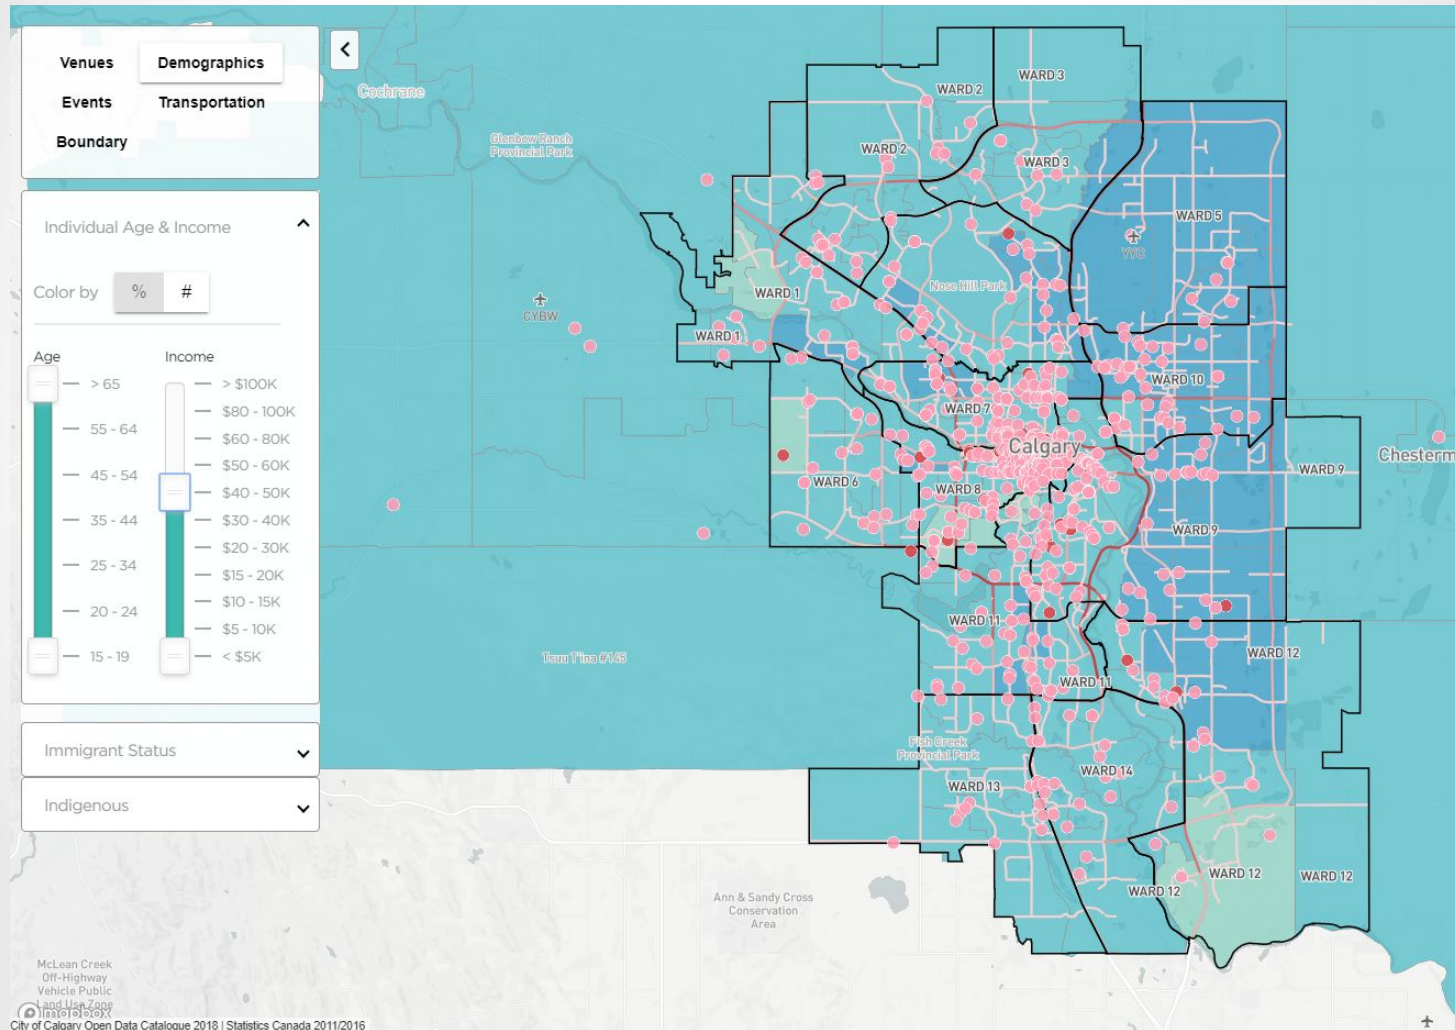 Venues
Demographics
Events
Transportation
Boundary
Individual Age & Income
Color by
%
#
Age
Income
> 65
55 - 64
45 - 54
35 - 44
25 - 34
20 - 24
15 - 19
> $100K
$80 - 100K
$60 - 80K
$50 - 60K
$40 - 50K
$30 - 40K
$20 - 30K
$15 - 20K
$10 - 15K
$5 - 10K
< $5K
Immigrant Status
Indigenous
Cochrane
Glenbow Ranch
Provincial Park
CYBW
WARD 3
WARD 2
WARD 2
WARD 3
WARD 5
YYC
Nose Hill Park
WARD 1
WARD 1
WARD 10
WARD 7
Calgary
Chesterm
WARD 9
WARD 6
WARD 8
WARD 9
WARD 11
WARD 12
Tsuu T'ina #145
WARD 11
Fish Creek
Provincial Park
WARD 14
WARD 13
WARD 12
WARD 12
WARD 12
Ann & Sandy Cross
Conservation
Area
McLean Creek
Off-Highway
Vehicle Public
Land Use Zone
mapbox
City of Calgary Open Data Catalogue 2018 | Statistics Canada 2011/2016